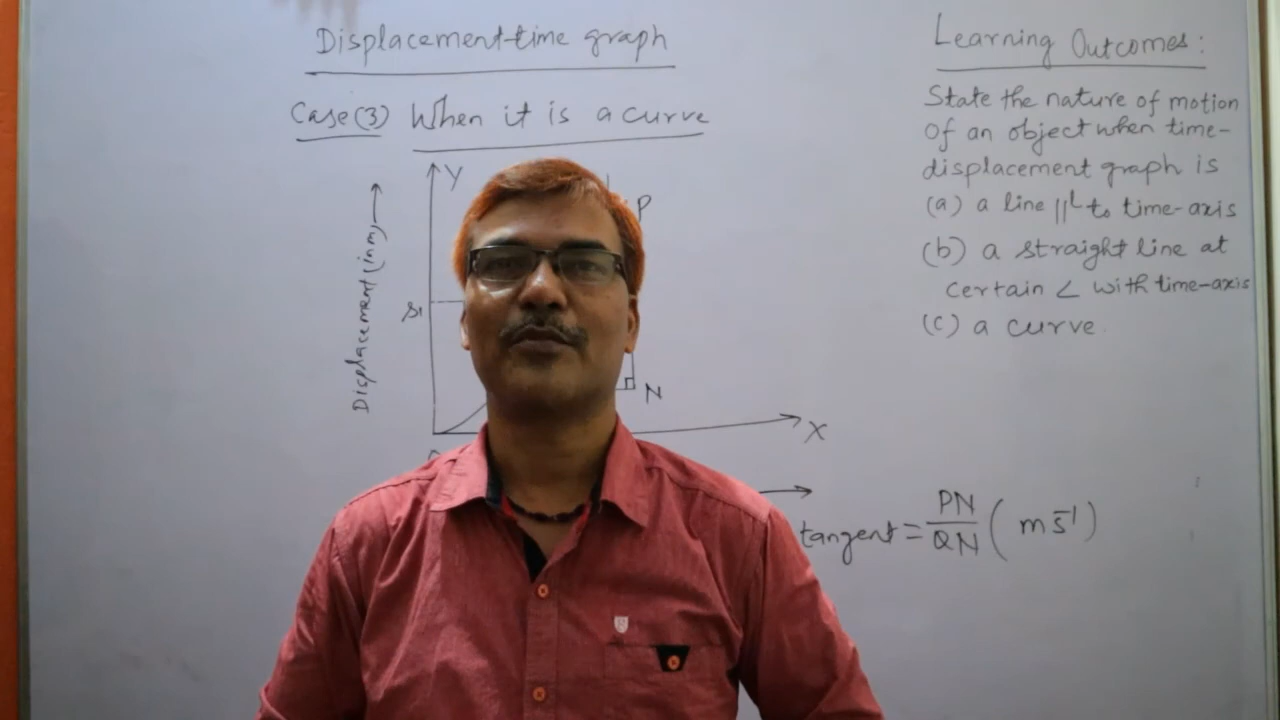 Displacement-time graph
Case(3) When it is a curve
Y
P
Displacement (in m)
S1
N
X
tangent = PN/QN (ms⁻¹)
Learning Outcomes:
State the nature of motion
of an object when time-
displacement graph is
(a) a line ||L to time-axis
(b) a straight line at
certain ∠ with time-axis
(c) a curve.